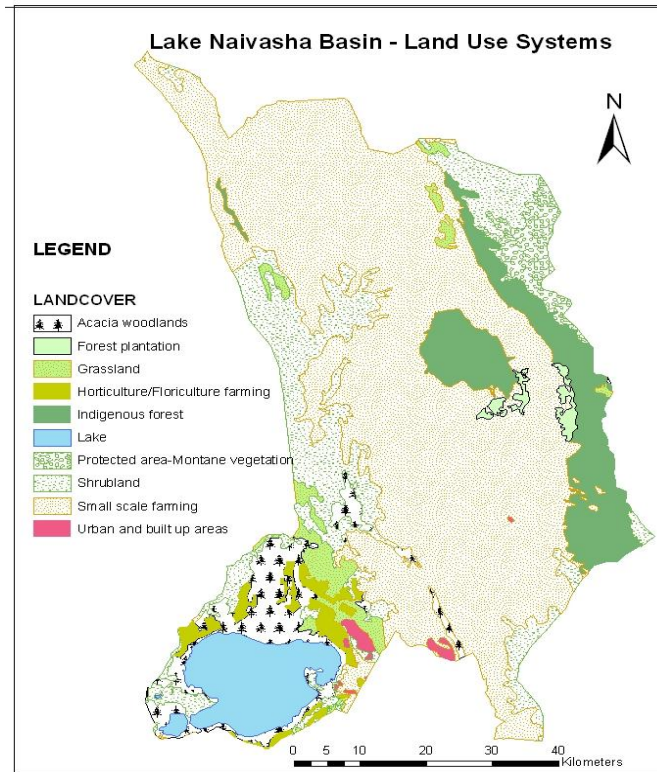 Lake Naivasha Basin - Land Use Systems
N
LEGEND
LANDCOVER
Acacia woodlands
Forest plantation
Grassland
Horticulture/Floriculture farming
Indigenous forest
Lake
Protected area-Montane vegetation
Shrubland
Small scale farming
Urban and built up areas
0 5 10 20 30 40
Kilometers